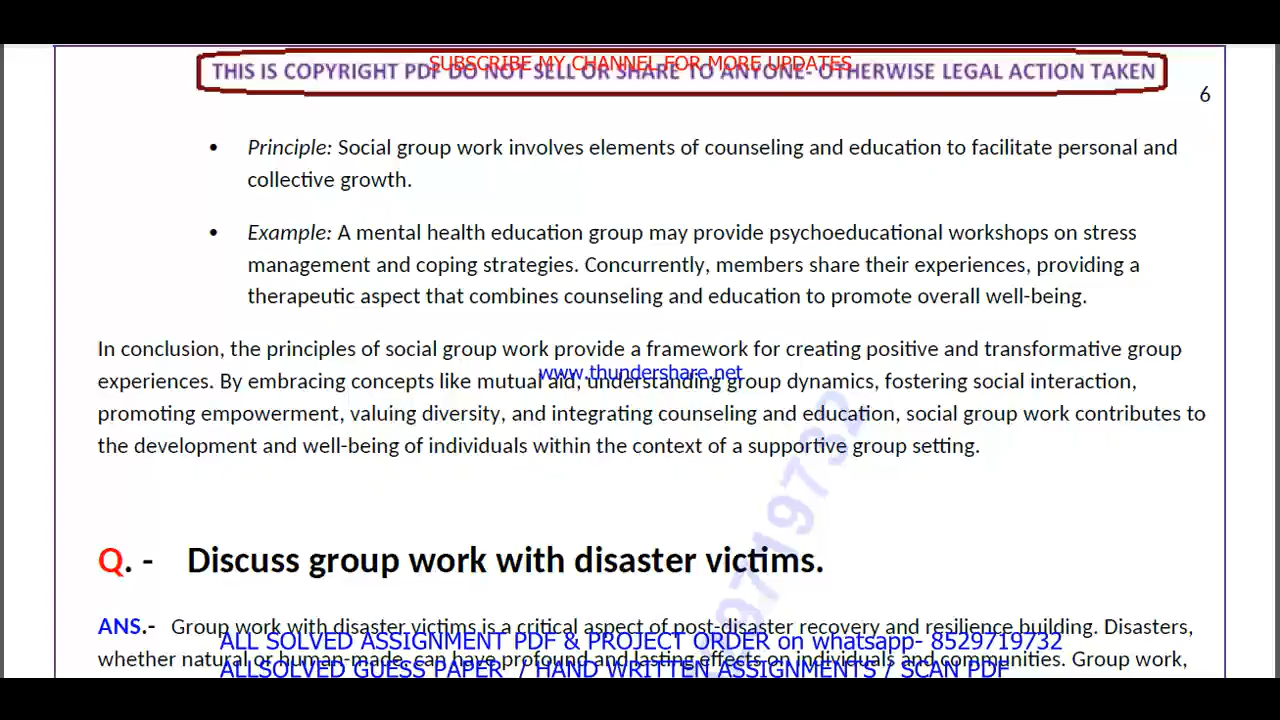 SUBSCRIBE MY CHANNEL FOR MORE UPDATES
THIS IS COPYRIGHT PDF DO NOT SELL OR SHARE TO ANYONE- OTHERWISE LEGAL ACTION TAKEN
6
• Principle: Social group work involves elements of counseling and education to facilitate personal and
collective growth.
• Example: A mental health education group may provide psychoeducational workshops on stress
management and coping strategies. Concurrently, members share their experiences, providing a
therapeutic aspect that combines counseling and education to promote overall well-being.
In conclusion, the principles of social group work provide a framework for creating positive and transformative group
www.thundershare.net
experiences. By embracing concepts like mutual aid, understanding group dynamics, fostering social interaction,
promoting empowerment, valuing diversity, and integrating counseling and education, social group work contributes to
the development and well-being of individuals within the context of a supportive group setting.
9719732
Q. - Discuss group work with disaster victims.
ANS.- Group work with disaster victims is a critical aspect of post-disaster recovery and resilience building. Disasters,
ALL SOLVED ASSIGNMENT PDF & PROJECT ORDER on whatsapp- 8529719732
whether natural or human-made, can have profound and lasting effects on individuals and communities. Group work,
ALLSOLVED GUESS PAPER / HAND WRITTEN ASSIGNMENTS / SCAN PDF